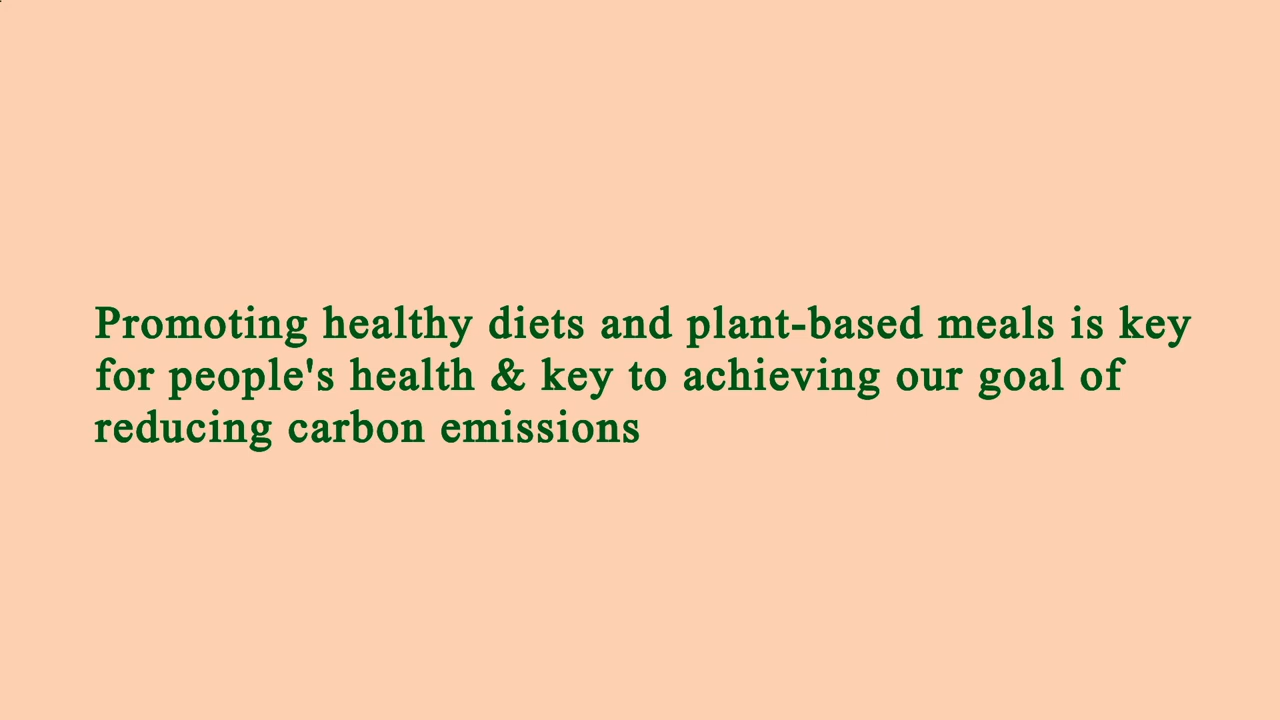 Promoting healthy diets and plant-based meals is key
for people's health & key to achieving our goal of
reducing carbon emissions